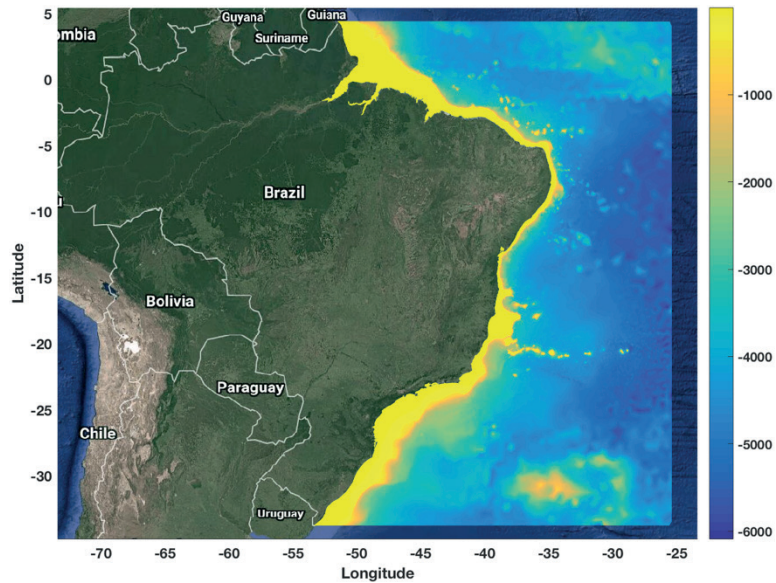 Guyana
Guiana
ombia
Suriname
Brazil
u
Bolivia
Paraguay
Chile
Uruguay
5
0
-5
-10
-15
-20
-25
-30
Latitude
-70
-65
-60
-55
-50
-45
-40
-35
-30
-25
Longitude
-1000
-2000
-3000
-4000
-5000
-6000